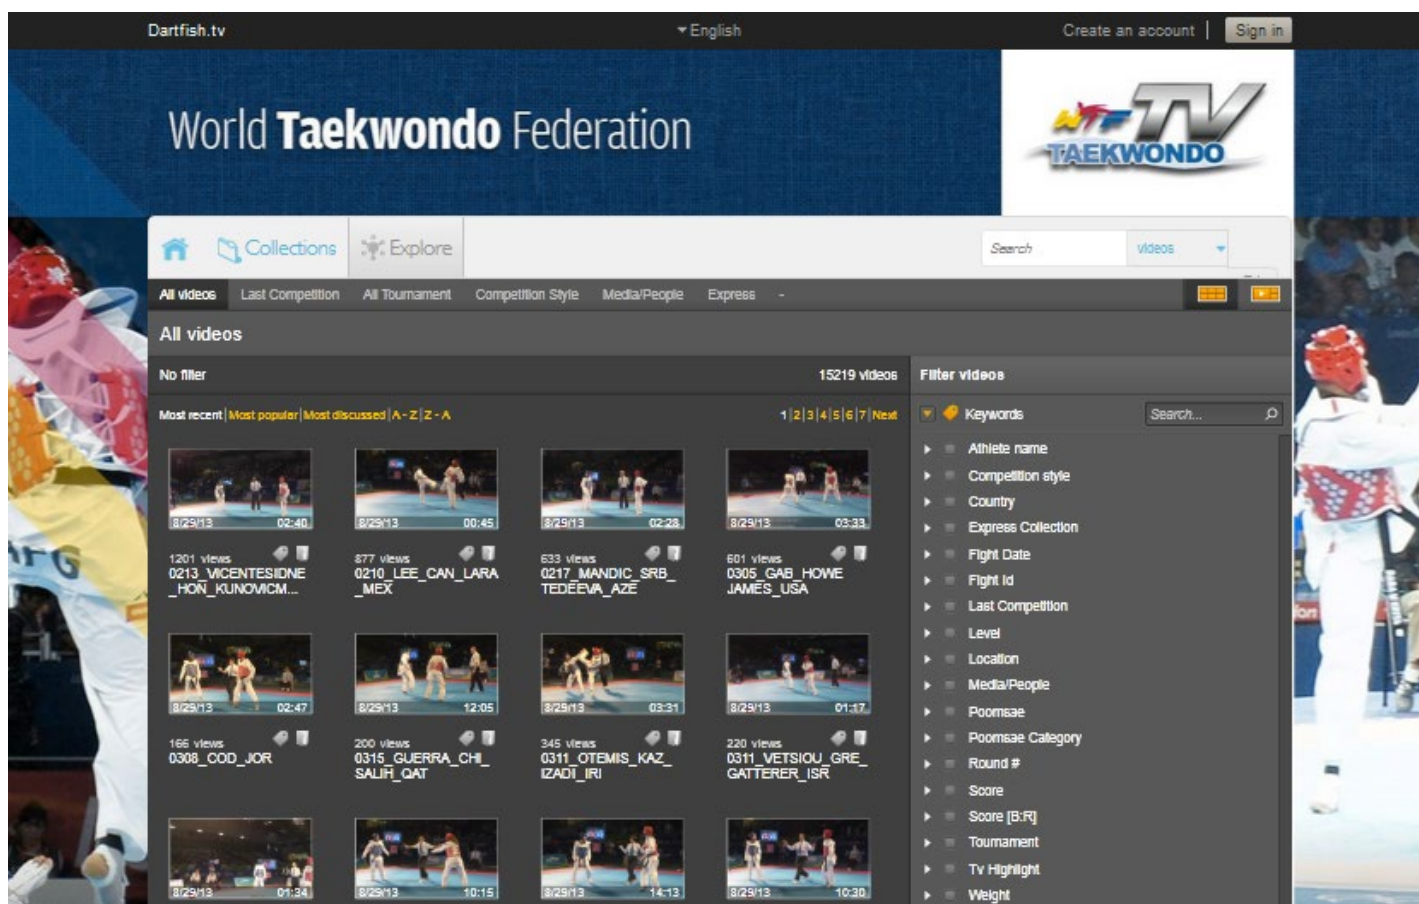 Dartfish.tv
English
Create an account | Sign in
World Taekwondo Federation
WTF TV
TAEKWONDO
Collections
Explore
Search
videos
All videos
Last Competition
All Tournament
Competition Style
Media/People
Express
-
All videos
No filter
15219 videos
Most recent|Most popular|Most discussed|A - Z|Z - A
1|2|3|4|5|6|7|Next
8/29/13 02:40
8/29/13 00:45
8/29/13 02:28
8/29/13 03:33
1201 views
0213_VICENTESIDNE
_HON_KUNOVICM...
877 views
0210_LEE_CAN_LARA
_MEX
633 views
0217_MANDIC_SRB_
TEDEEVA_AZE
601 views
0305_GAB_HOWE
JAMES_USA
8/29/13 02:47
8/29/13 12:05
8/29/13 03:31
8/29/13 01:17
166 views
0308_COD_JOR
200 views
0315_GUERRA_CHI_
SALIH_QAT
345 views
0311_OTEMIS_KAZ_
IZADI_IRI
220 views
0311_VETSIOU_GRE_
GATTERER_ISR
8/29/13 01:34
8/29/13 10:15
8/29/13 14:13
8/29/13 10:30
Filter videos
Keywords
Search...
Athlete name
Competition style
Country
Express Collection
Fight Date
Fight Id
Last Competition
Level
Location
Media/People
Poomsae
Poomsae Category
Round #
Score
Score [B:R]
Tournament
Tv Highlight
Weight